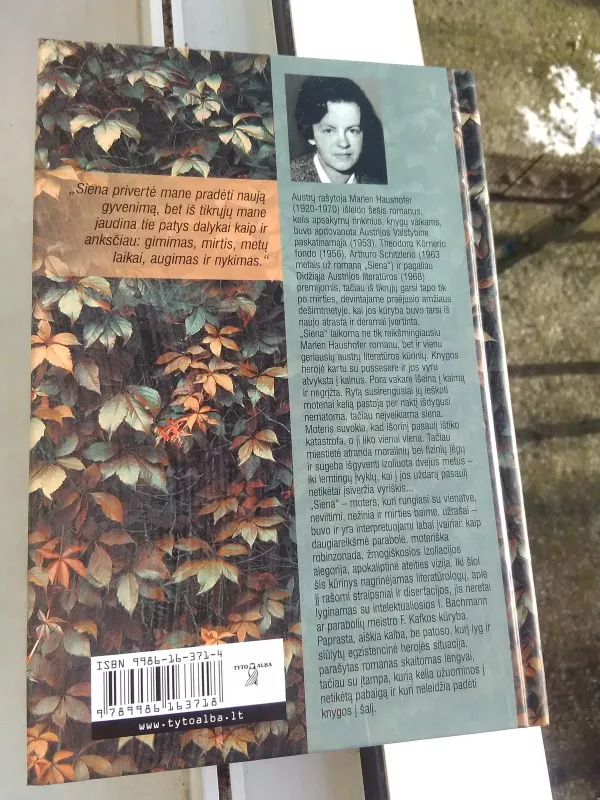 „Siena privertė mane pradėti naują
gyvenimą, bet iš tikrųjų mane
jaudina tie patys dalykai kaip ir
anksčiau: gimimas, mirtis, metų
laikai, augimas ir nykimas.“
Austrų rašytoja Marlen Haushofer
(1920-1970) išleido šešis romanus,
kelis apsakymų rinkinius, knygų vaikams,
buvo apdovanota Austrijos Valstybine
paskatinamąja (1953), Theodoro Körnerio
fondo (1956), Arthuro Schitzlerio (1963
metais už romaną „Siena“) ir pagaliau
Didžiąja Austrijos literatūros (1968)
premijomis, tačiau iš tikrųjų garsi tapo tik
po mirties, devintajame praėjusio amžiaus
dešimtmetyje, kai jos kūryba buvo tarsi iš
naujo atrasta ir deramai įvertinta.
„Siena“ laikoma ne tik reikšmingiausiu
Marlen Haushofer romanu, bet ir vienu
geriausių austrų literatūros kūrinių. Knygos
herojė kartu su pussesere ir jos vyru
atvyksta į kalnus. Pora vakare išeina į kaimą
ir negrįžta. Rytą susirengusiai jų ieškoti
moteriai kelią pastoja per naktį išdygusi
nematoma, tačiau neįveikiama siena.
Moteris suvokia, kad išorinį pasaulį ištiko
katastrofa, o ji liko vienui viena. Tačiau
miestietė atranda moralinių bei fizinių jėgų
ir sugeba išgyventi izoliuota dvejus metus –
iki lemtingų įvykių, kai į jos uždarą pasaulį
netikėtai įsiveržia vyriškis...
„Siena“ – moters, kuri rungiasi su vienatve,
neviltimi, nežinia ir mirties baime, užrašai –
buvo ir yra interpretuojami labai įvairiai: kaip
daugiareikšmė parabolė, moteriška
robinzonada, žmogiškosios izoliacijos
alegorija, apokaliptinė ateities vizija. Iki šiol
šis kūrinys nagrinėjamas literatūrologų, apie
jį rašomi straipsniai ir disertacijos, jis neretai
lyginamas su intelektualiosios I. Bachmann
ar parabolių meistro F. Kafkos kūryba.
Paprasta, aiškia kalba, be patoso, kurį lyg ir
siūlytų egzistencinė herojės situacija,
parašytas romanas skaitomas lengvai,
tačiau su įtampa, kurią kelia užuominos į
netikėtą pabaigą ir kuri neleidžia padėti
knygos į šalį.
ISBN 9986-16-371-4
9 789986 163718
TYTO ALBA
www.tytoalba.lt